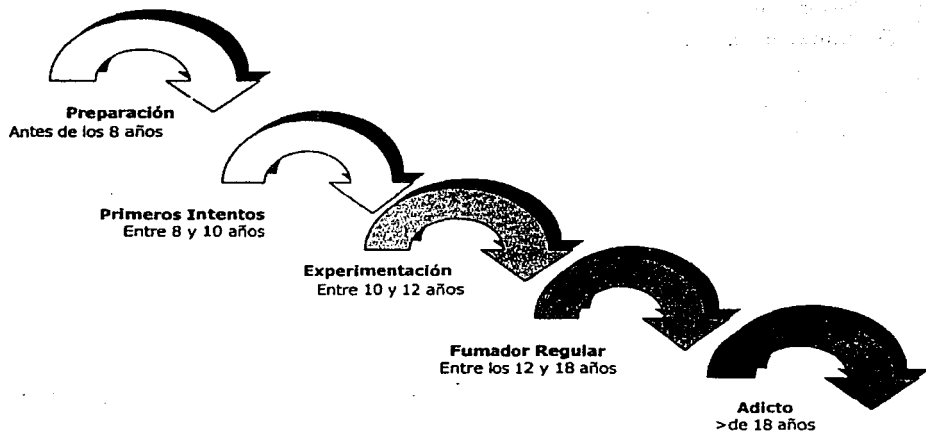 Preparación
Antes de los 8 años
Primeros Intentos
Entre 8 y 10 años
Experimentación
Entre 10 y 12 años
Fumador Regular
Entre los 12 y 18 años
Adicto
>de 18 años